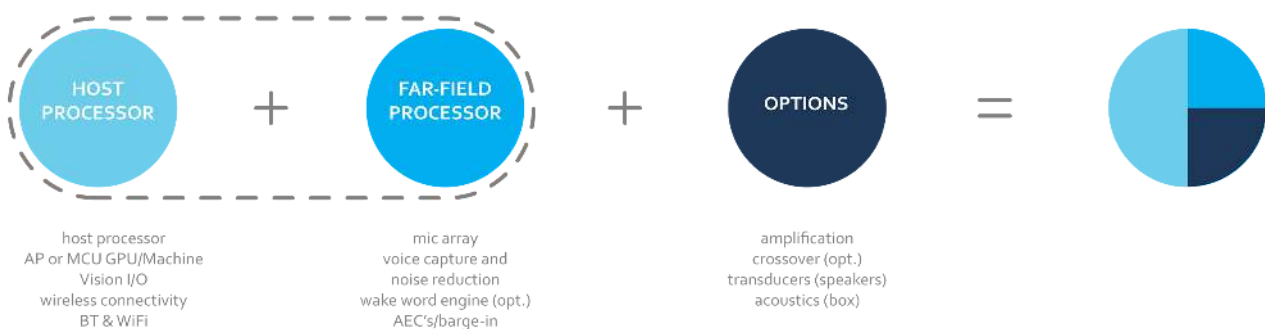 HOST
PROCESSOR
+
FAR-FIELD
PROCESSOR
+
OPTIONS
=
host processor
AP or MCU GPU/Machine
Vision I/O
wireless connectivity
BT & WiFi
mic array
voice capture and
noise reduction
wake word engine (opt.)
AEC's/barge-in
amplification
crossover (opt.)
transducers (speakers)
acoustics (box)